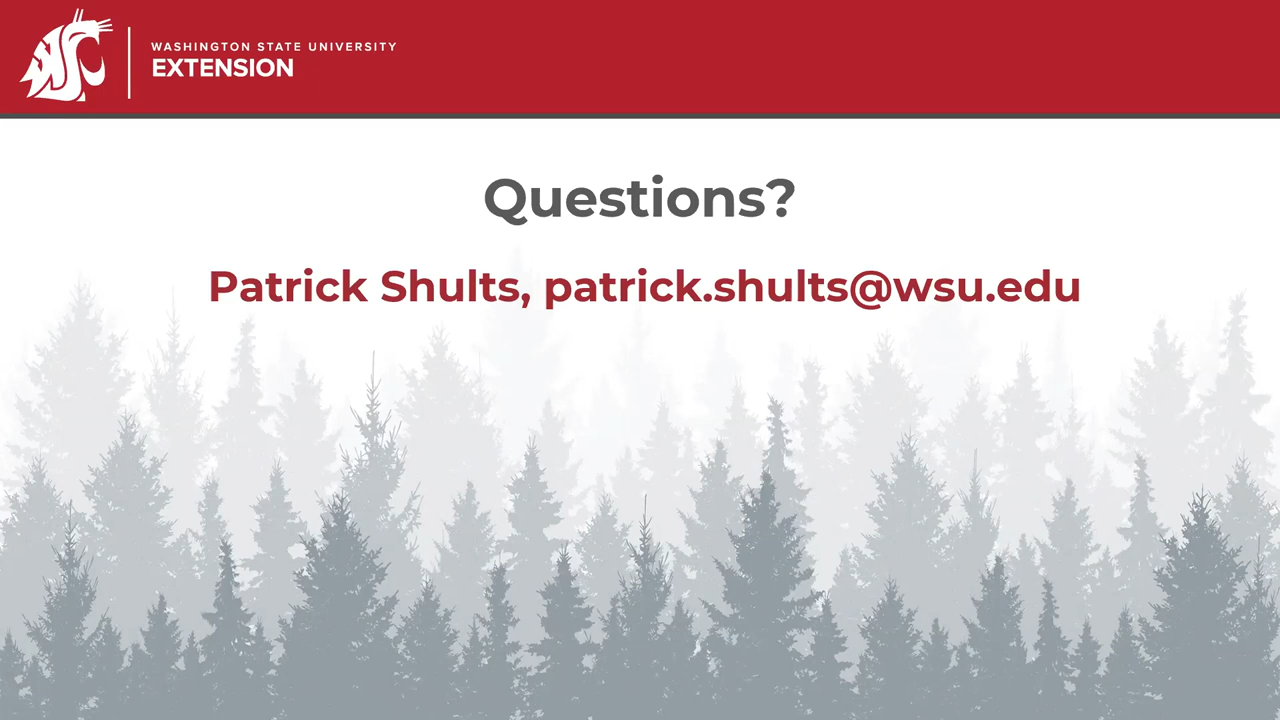 WASHINGTON STATE UNIVERSITY
EXTENSION
Questions?
Patrick Shults, patrick.shults@wsu.edu